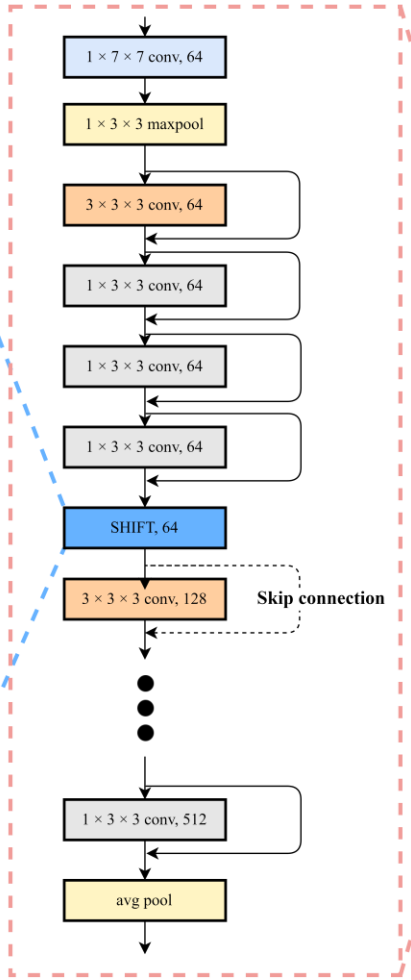 1 × 7 × 7 conv, 64
1 × 3 × 3 maxpool
3 × 3 × 3 conv, 64
1 × 3 × 3 conv, 64
1 × 3 × 3 conv, 64
1 × 3 × 3 conv, 64
SHIFT, 64
3 × 3 × 3 conv, 128
Skip connection
1 × 3 × 3 conv, 512
avg pool